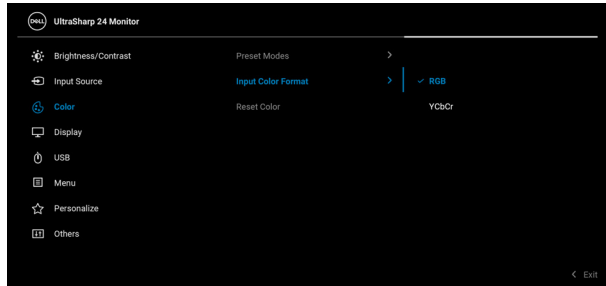 DELL UltraSharp 24 Monitor
Brightness/Contrast Preset Modes
Input Source Input Color Format RGB
Color Reset Color YCbCr
Display
USB
Menu
Personalize
Others
Exit